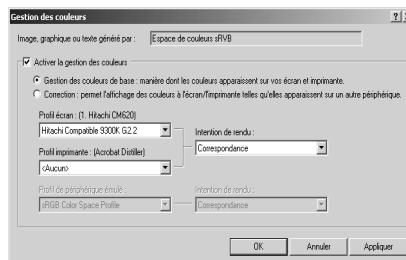 Gestion des couleurs
Image, graphique ou texte généré par : Espace de couleurs sRVB
Activer la gestion des couleurs
Gestion des couleurs de base : manière dont les couleurs apparaissent sur vos écran et imprimante.
Correction : permet l'affichage des couleurs à l'écran/l'imprimante telles qu'elles apparaissent sur un autre périphérique.
Profil écran : (1. Hitachi CM620)
Hitachi Compatible 9300K G2.2
Intention de rendu :
Correspondance
Profil imprimante : (Acrobat Distiller)
<Aucun>
Profil de périphérique émulé :
Intention de rendu :
sRGB Color Space Profile
Correspondance
OK Annuler Appliquer